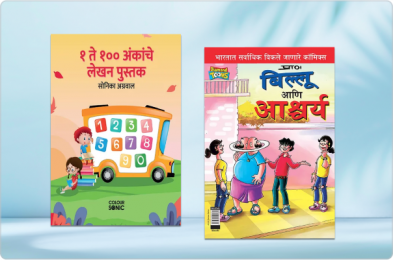 १ ते १०० अंकांचे
लेखन पुस्तक
सोनिका अग्रवाल
1 2 3 4
5 6 7 8
9 0
COLOUR
SONIC
भारतात सर्वाधिक विकले जाणारे कॉमिक्स
बिल्लू
आणि
आश्चर्य